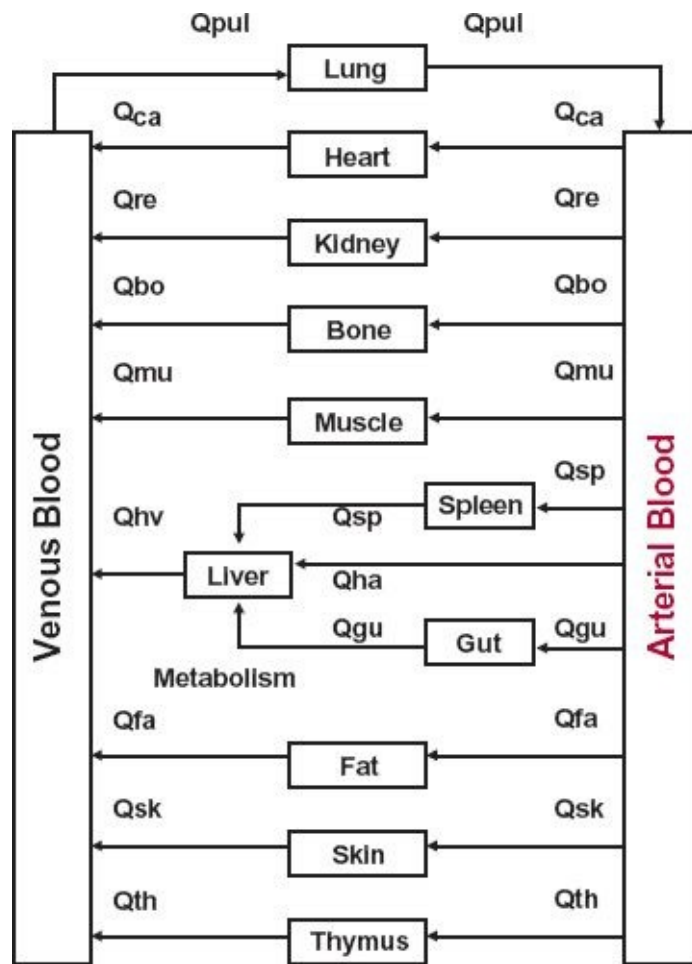 Qpul Qpul
Lung
Qca Qca
Heart
Qre Qre
Kidney
Qbo Qbo
Bone
Qmu Qmu
Muscle
Qsp
Spleen
Qhv Qsp
Liver
Qha
Qgu Qgu
Gut
Metabolism
Qfa Qfa
Fat
Qsk Qsk
Skin
Qth Qth
Thymus
Venous Blood
Arterial Blood